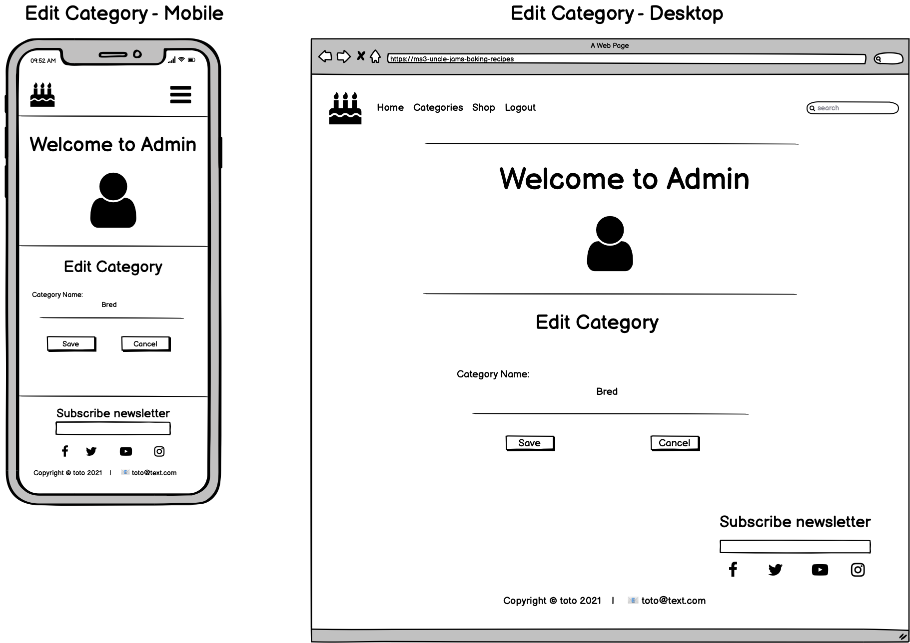 Edit Category - Mobile
09:52 AM
Welcome to Admin
Edit Category
Category Name:
Bred
Save Cancel
Subscribe newsletter
Copyright © toto 2021 | toto@text.com
Edit Category - Desktop
A Web Page
https://ms3-uncle-joms-baking-recipes
Home Categories Shop Logout
search
Welcome to Admin
Edit Category
Category Name:
Bred
Save Cancel
Subscribe newsletter
Copyright © toto 2021 | toto@text.com